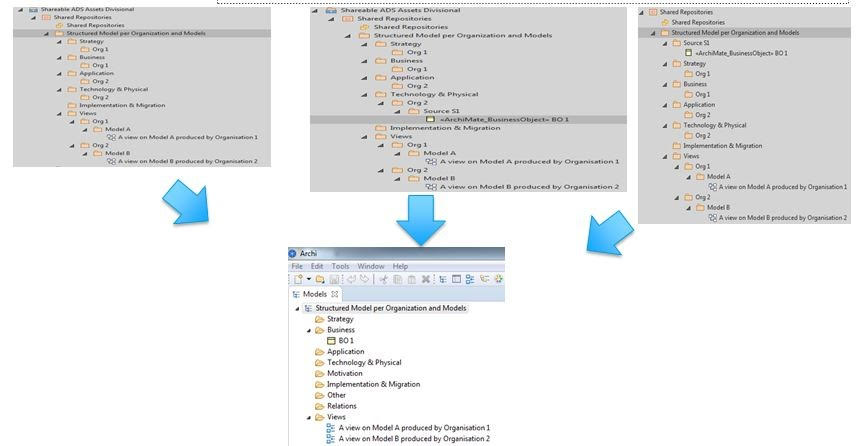 Shareable ADS Assets Divisional
Shared Repositories
Shared Repositories
Structured Model per Organization and Models
Strategy
Org 1
Business
Org 1
Application
Org 2
Technology & Physical
Org 2
Implementation & Migration
Views
Org 1
Model A
A view on Model A produced by Organisation 1
Org 2
Model B
A view on Model B produced by Organisation 2
Shareable ADS Assets Divisional
Shared Repositories
Shared Repositories
Structured Model per Organization and Models
Strategy
Org 1
Business
Org 1
Application
Org 2
Technology & Physical
Org 2
Source S1
«ArchiMate_BusinessObject» BO 1
Implementation & Migration
Views
Org 1
Model A
A view on Model A produced by Organisation 1
Org 2
Model B
A view on Model B produced by Organisation 2
Shared Repositories
Shared Repositories
Structured Model per Organization and Models
Source S1
«ArchiMate_BusinessObject» BO 1
Strategy
Org 1
Business
Org 1
Application
Org 2
Technology & Physical
Org 2
Implementation & Migration
Views
Org 1
Model A
A view on Model A produced by Organisation 1
Org 2
Model B
A view on Model B produced by Organisation 2
Archi
File Edit Tools Window Help
Models
Structured Model per Organization and Models
Strategy
Business
BO 1
Application
Technology & Physical
Motivation
Implementation & Migration
Other
Relations
Views
A view on Model A produced by Organisation 1
A view on Model B produced by Organisation 2